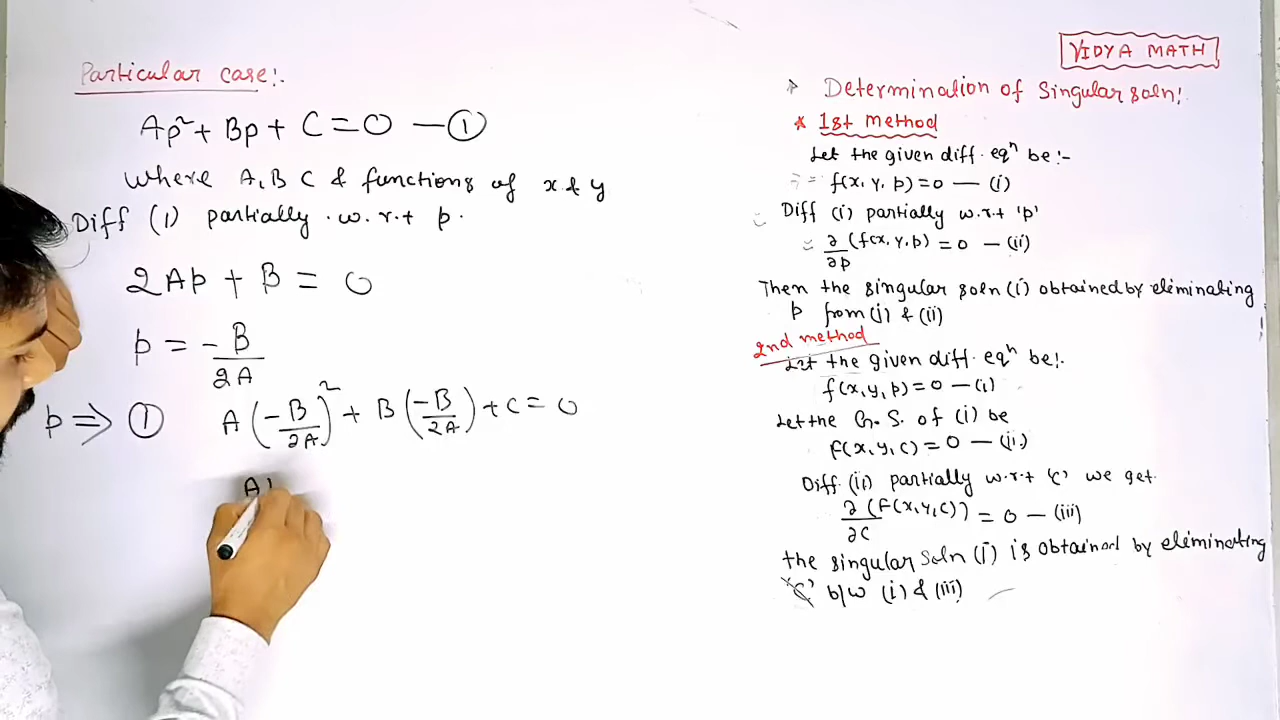 Particular case:.
Ap² + Bp + C = 0 — ①
where A, B C & functions of x & y
Diff (1) partially . w.r.t p.
2Ap + B = 0
p = - B/2A
p ⇒ ① A(-B/2A)² + B(-B/2A) + C = 0
A
VIDYA MATH
Determination of Singular soln!.
* 1st method
Let the given diff. eqⁿ be :-
f(x, y, p) = 0 — (i)
Diff (i) partially w.r.t 'p'
∂/∂p (f(x, y, p) = 0 — (ii)
Then the singular soln (i) obtained by eleminating
p from (i) & (ii)
2nd method
Let the given diff. eqⁿ be!.
f(x, y, p) = 0 — (i)
Let the G. S. of (i) be
F(x, y, c) = 0 — (ii)
Diff. (ii) partially w.r.t 'c' we get.
∂/∂c (F(x, y, c)) = 0 — (iii)
the singular soln (i) is obtained by eleminating
'c' b/w (i) & (iii)